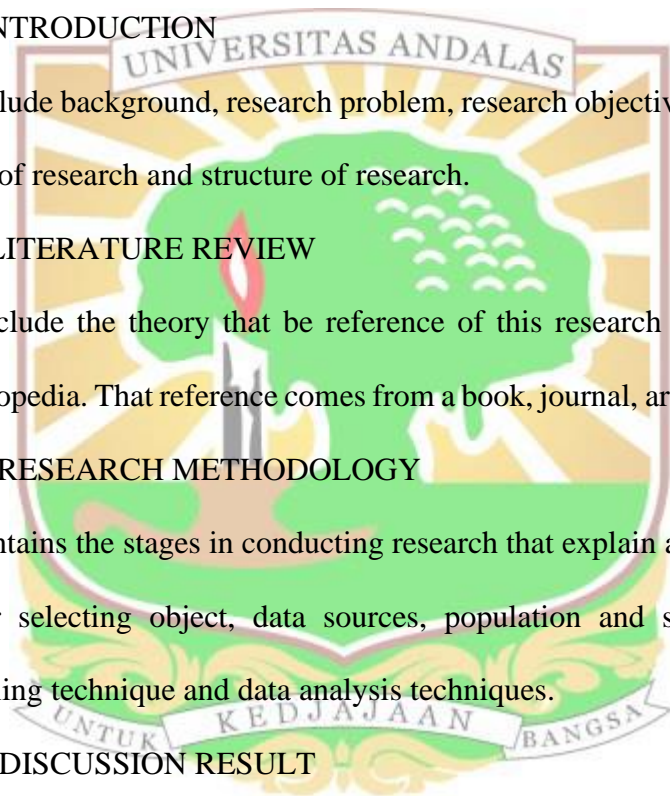 NTRODUCTION
UNIVERSITAS ANDALAS
lude background, research problem, research objectiv
of research and structure of research.
LITERATURE REVIEW
clude the theory that be reference of this research
opedia. That reference comes from a book, journal, ar
RESEARCH METHODOLOGY
ntains the stages in conducting research that explain a
r selecting object, data sources, population and s
ling technique and data analysis techniques.
UNTUK KEDJAJAAN BANGSA
DISCUSSION RESULT